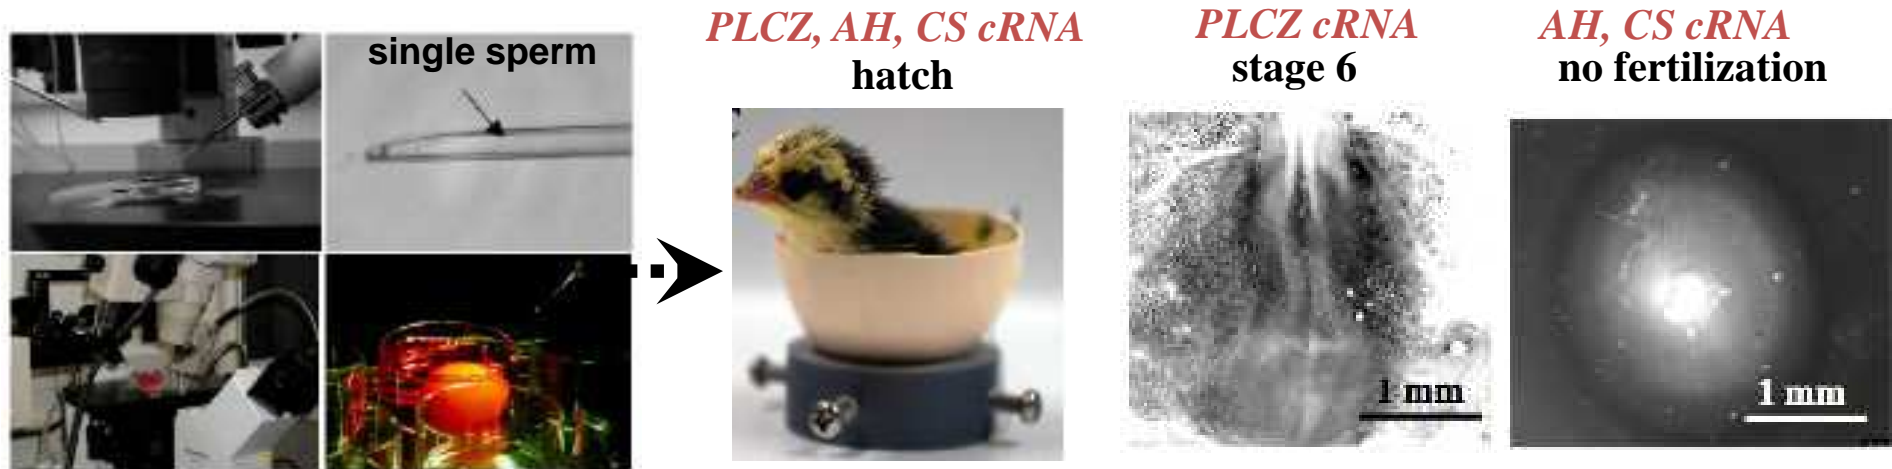 single sperm
PLCZ, AH, CS cRNA
hatch
PLCZ cRNA
stage 6
1 mm
AH, CS cRNA
no fertilization
1 mm